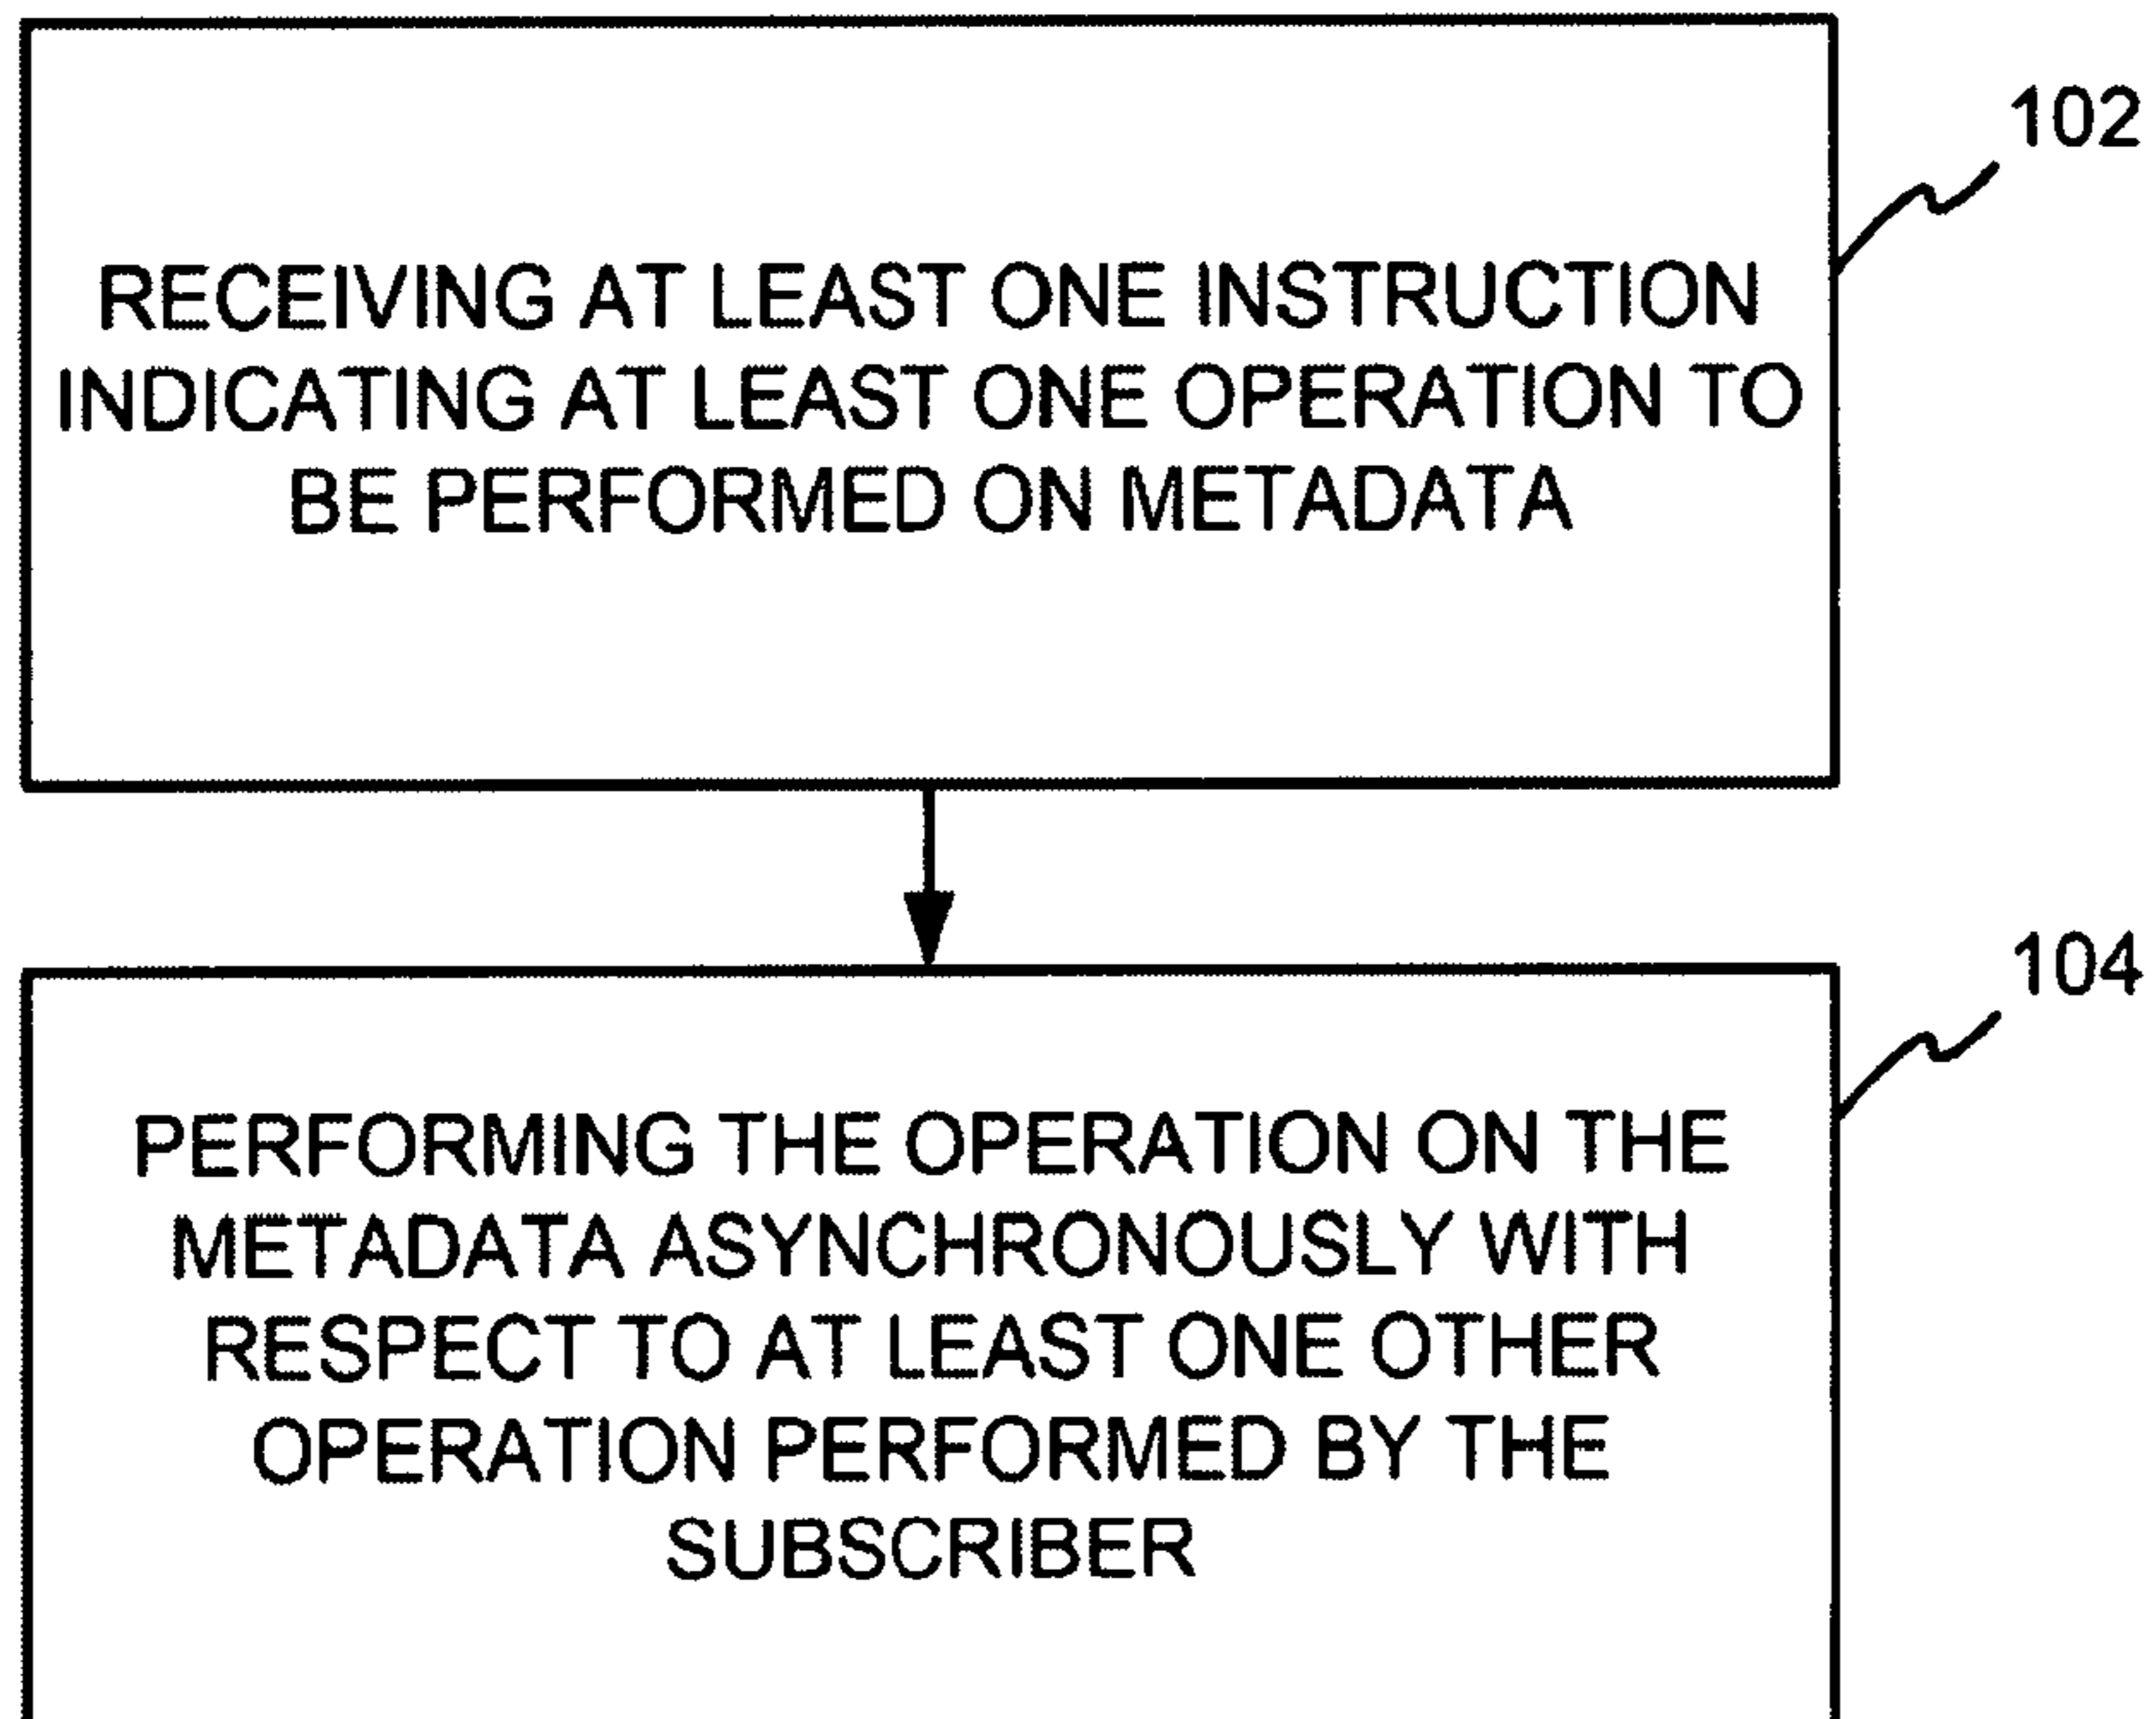 102
RECEIVING AT LEAST ONE INSTRUCTION
INDICATING AT LEAST ONE OPERATION TO
BE PERFORMED ON METADATA
104
PERFORMING THE OPERATION ON THE
METADATA ASYNCHRONOUSLY WITH
RESPECT TO AT LEAST ONE OTHER
OPERATION PERFORMED BY THE
SUBSCRIBER